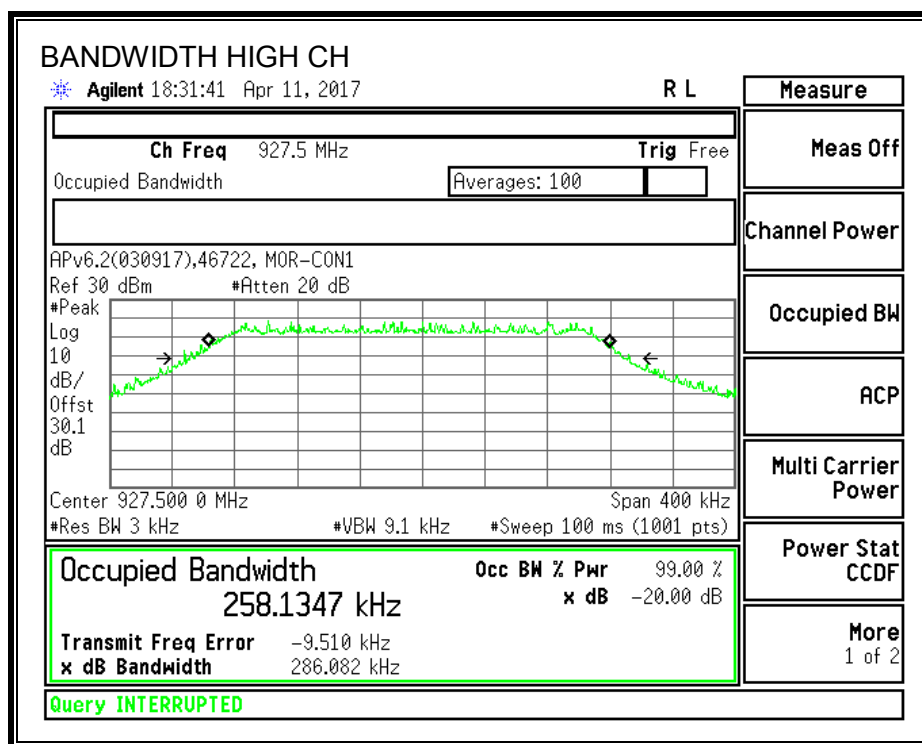 BANDWIDTH HIGH CH
Agilent 18:31:41 Apr 11, 2017 R L
Measure
Ch Freq 927.5 MHz Trig Free
Occupied Bandwidth Averages: 100
APv6.2(030917),46722, MOR-CON1
Ref 30 dBm #Atten 20 dB
#Peak
Log
10
dB/
Offst
30.1
dB
Center 927.500 0 MHz Span 400 kHz
#Res BW 3 kHz #VBW 9.1 kHz #Sweep 100 ms (1001 pts)
Occupied Bandwidth Occ BW % Pwr 99.00 %
258.1347 kHz x dB -20.00 dB
Transmit Freq Error -9.510 kHz
x dB Bandwidth 286.082 kHz
Query INTERRUPTED
Meas Off
Channel Power
Occupied BW
ACP
Multi Carrier
Power
Power Stat
CCDF
More
1 of 2